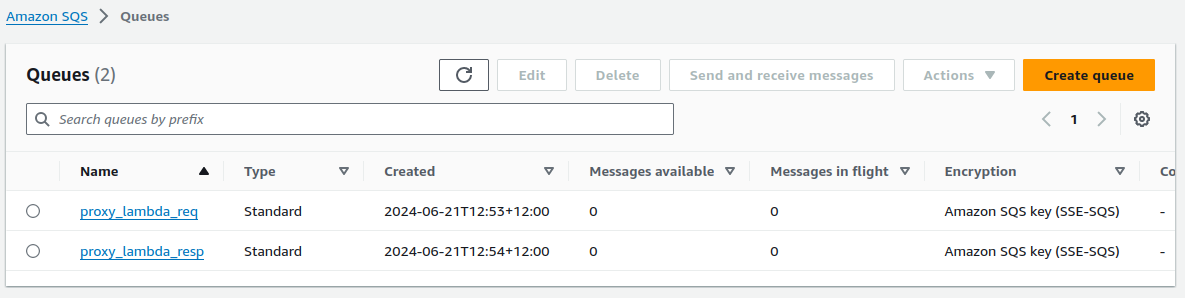 Amazon SQS > Queues
Queues (2) Edit Delete Send and receive messages Actions Create queue
Search queues by prefix 1
Name Type Created Messages available Messages in flight Encryption Co
proxy_lambda_req Standard 2024-06-21T12:53+12:00 0 0 Amazon SQS key (SSE-SQS) -
proxy_lambda_resp Standard 2024-06-21T12:54+12:00 0 0 Amazon SQS key (SSE-SQS) -